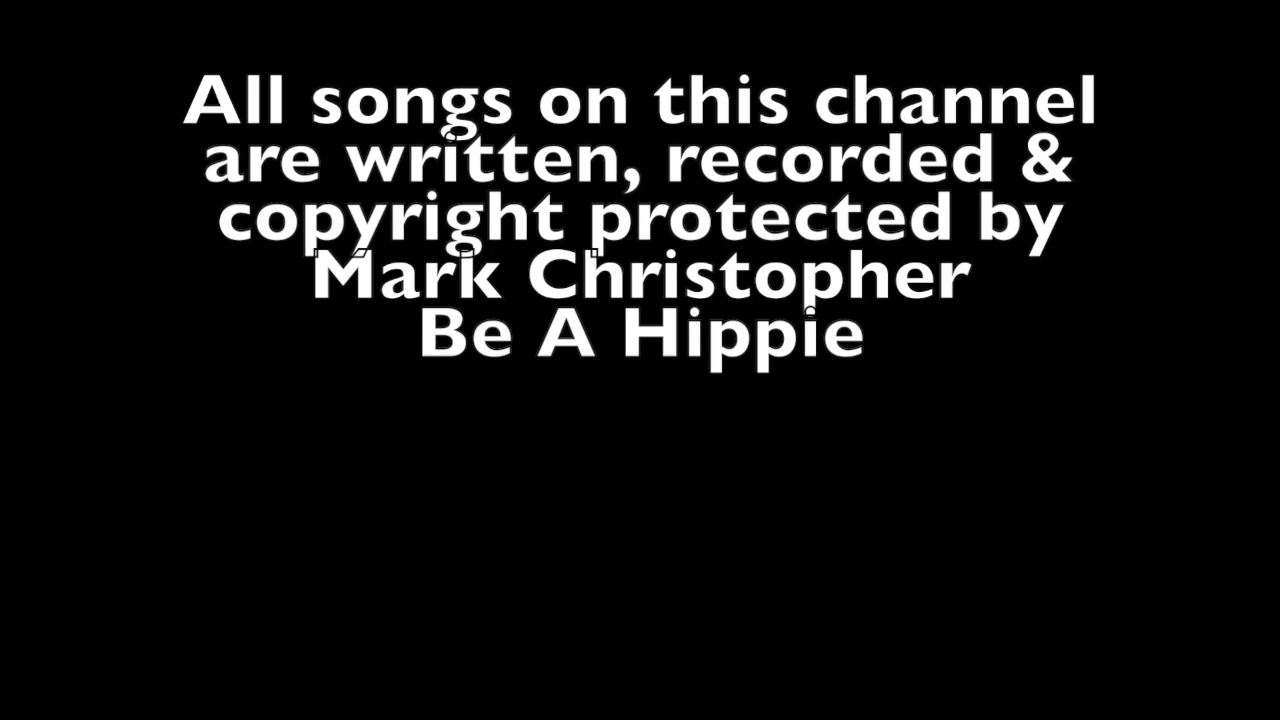 All songs on this channel
are written, recorded &
copyright protected by
Mark Christopher
Be A Hippie